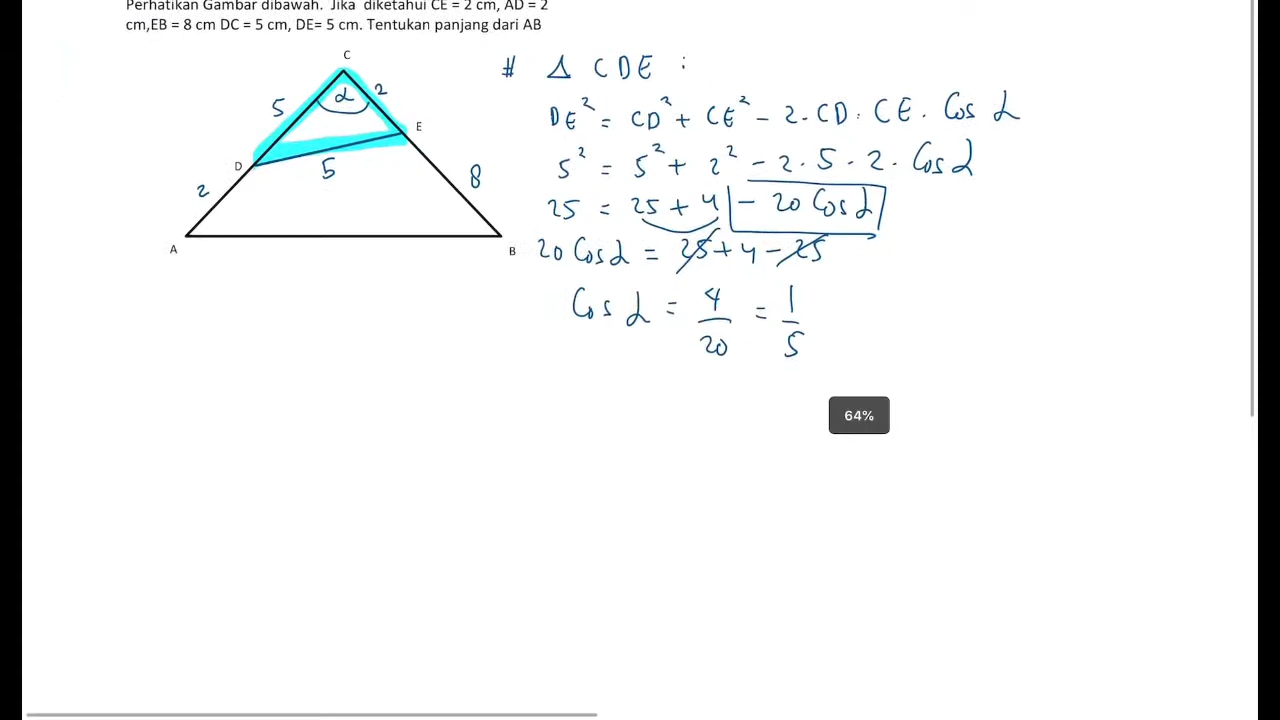 Perhatikan Gambar dibawah. Jika diketahui CE = 2 cm, AD = 2
cm,EB = 8 cm DC = 5 cm, DE= 5 cm. Tentukan panjang dari AB
C
5
α
2
E
D
5
2
8
A
B
# Δ CDE :
DE² = CD² + CE² - 2 · CD · CE · Cos α
5² = 5² + 2² - 2 · 5 · 2 · Cos α
25 = 25 + 4 - 20 Cos α
20 Cos α = 25 + 4 - 25
Cos α = 4/20 = 1/5
64%